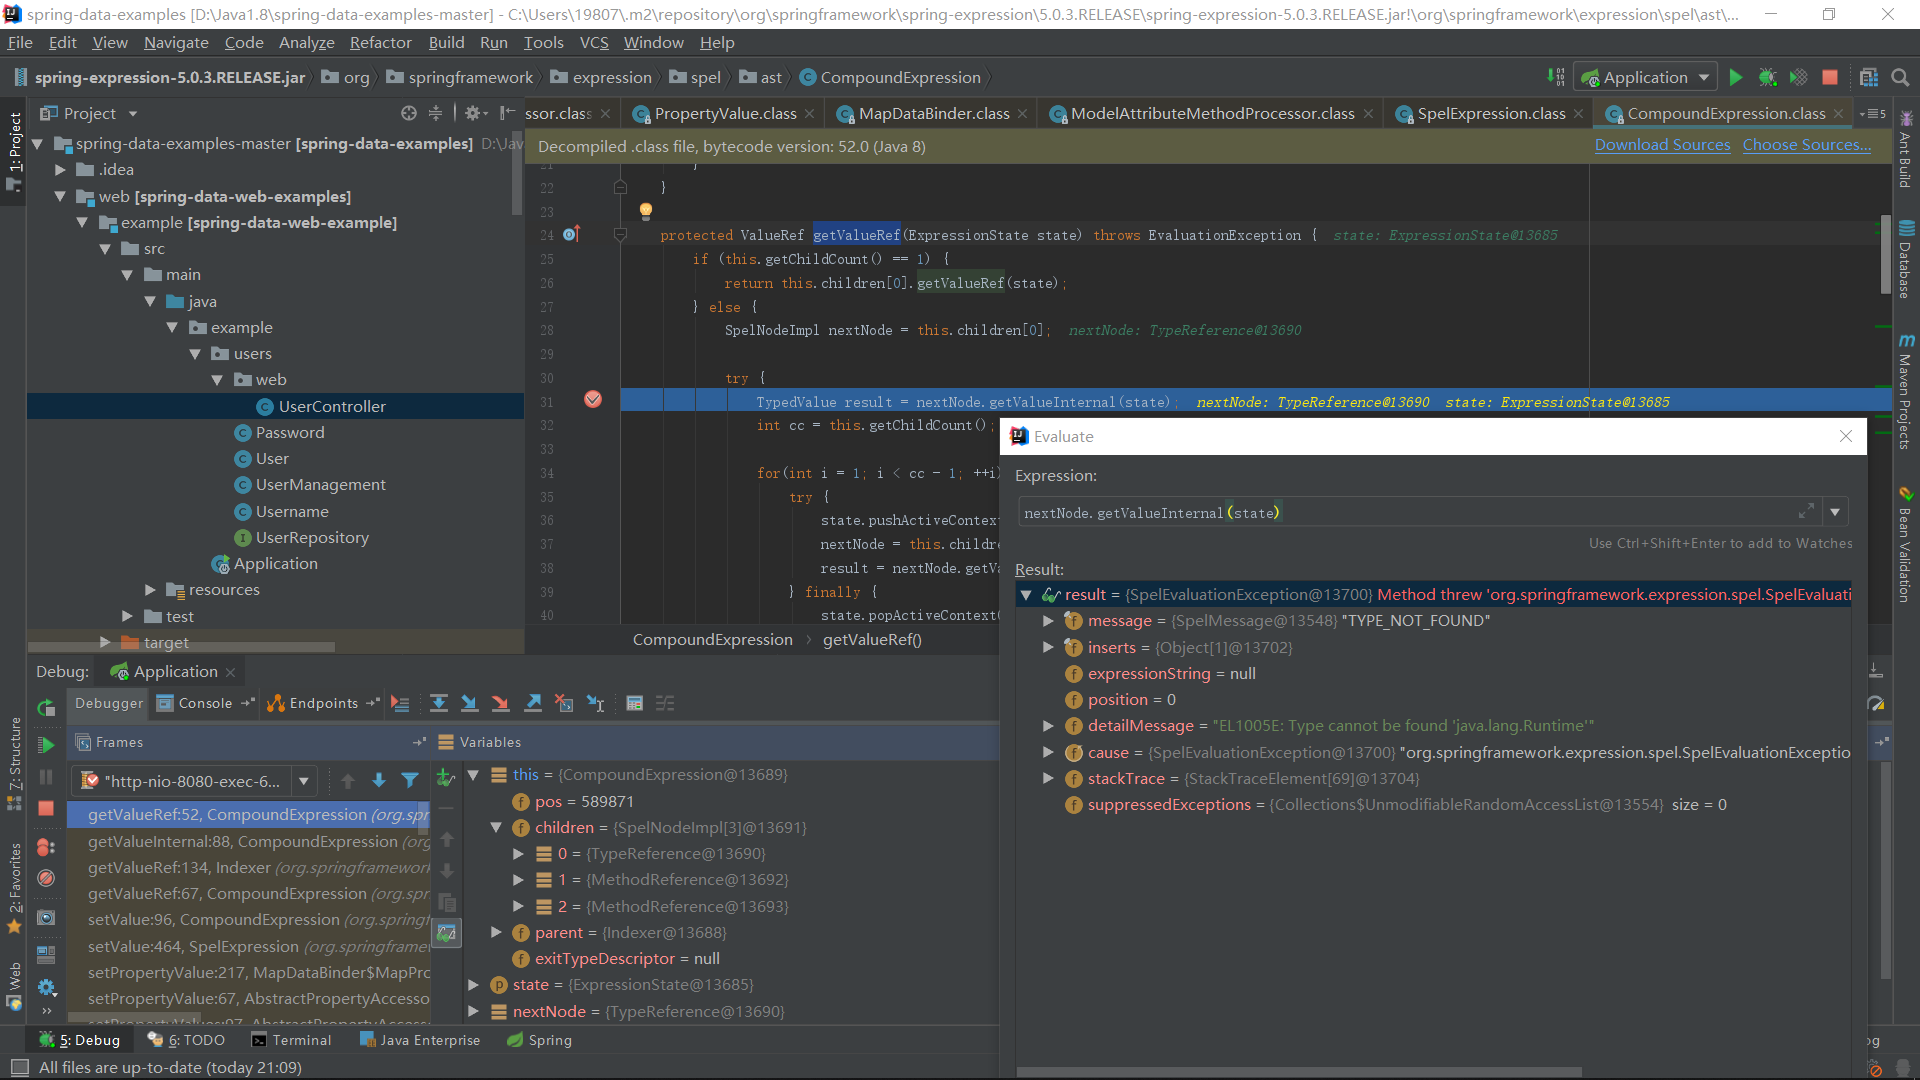 spring-data-examples [D:\Java1.8\spring-data-examples-master] - C:\Users\19807\.m2\repository\org\springframework\spring-expression\5.0.3.RELEASE\spring-expression-5.0.3.RELEASE.jar!\org\springframework\expression\spel\ast\...
File Edit View Navigate Code Analyze Refactor Build Run Tools VCS Window Help
spring-expression-5.0.3.RELEASE.jar org springframework expression spel ast CompoundExpression Application
1: Project
Project
ssor.class PropertyValue.class MapDataBinder.class ModelAttributeMethodProcessor.class SpelExpression.class CompoundExpression.class 5
Decompiled .class file, bytecode version: 52.0 (Java 8) Download Sources Choose Sources...
spring-data-examples-master [spring-data-examples] D:\Jav
.idea
web [spring-data-web-examples]
example [spring-data-web-example]
src
main
java
example
users
web
UserController
Password
User
UserManagement
Username
UserRepository
Application
resources
test
target
21 }
22 }
23
24 protected ValueRef getValueRef(ExpressionState state) throws EvaluationException { state: ExpressionState@13685
25 if (this.getChildCount() == 1) {
26 return this.children[0].getValueRef(state);
27 } else {
28 SpelNodeImpl nextNode = this.children[0]; nextNode: TypeReference@13690
29
30 try {
31 TypedValue result = nextNode.getValueInternal(state); nextNode: TypeReference@13690 state: ExpressionState@13685
32 int cc = this.getChildCount();
33
34 for(int i = 1; i < cc - 1; ++i)
35 try {
36 state.pushActiveContext
37 nextNode = this.childre
38 result = nextNode.getVa
39 } finally {
40 state.popActiveContext(
CompoundExpression getValueRef()
Ant Build
Database
Maven Projects
Bean Validation
Evaluate
Expression:
nextNode.getValueInternal(state)
Use Ctrl+Shift+Enter to add to Watches
Result:
result = {SpelEvaluationException@13700} Method threw 'org.springframework.expression.spel.SpelEvaluati
message = {SpelMessage@13548} "TYPE_NOT_FOUND"
inserts = {Object[1]@13702}
expressionString = null
position = 0
detailMessage = "EL1005E: Type cannot be found 'java.lang.Runtime'"
cause = {SpelEvaluationException@13700} "org.springframework.expression.spel.SpelEvaluationExceptio
stackTrace = {StackTraceElement[69]@13704}
suppressedExceptions = {Collections$UnmodifiableRandomAccessList@13554} size = 0
Debug: Application
Debugger Console Endpoints
Frames
"http-nio-8080-exec-6...
getValueRef:52, CompoundExpression (org.spr
getValueInternal:88, CompoundExpression (org
getValueRef:134, Indexer (org.springframework
getValueRef:67, CompoundExpression (org.spr
setValue:96, CompoundExpression (org.springf
setValue:464, SpelExpression (org.springframe
setPropertyValue:217, MapDataBinder$MapPro
setPropertyValue:67, AbstractPropertyAccesso
setPropertyValues:97, AbstractPropertyAccess
Variables
this = {CompoundExpression@13689}
pos = 589871
children = {SpelNodeImpl[3]@13691}
0 = {TypeReference@13690}
1 = {MethodReference@13692}
2 = {MethodReference@13693}
parent = {Indexer@13688}
exitTypeDescriptor = null
state = {ExpressionState@13685}
nextNode = {TypeReference@13690}
Z: Structure
2: Favorites
Web
5: Debug 6: TODO Terminal Java Enterprise Spring og
All files are up-to-date (today 21:09)